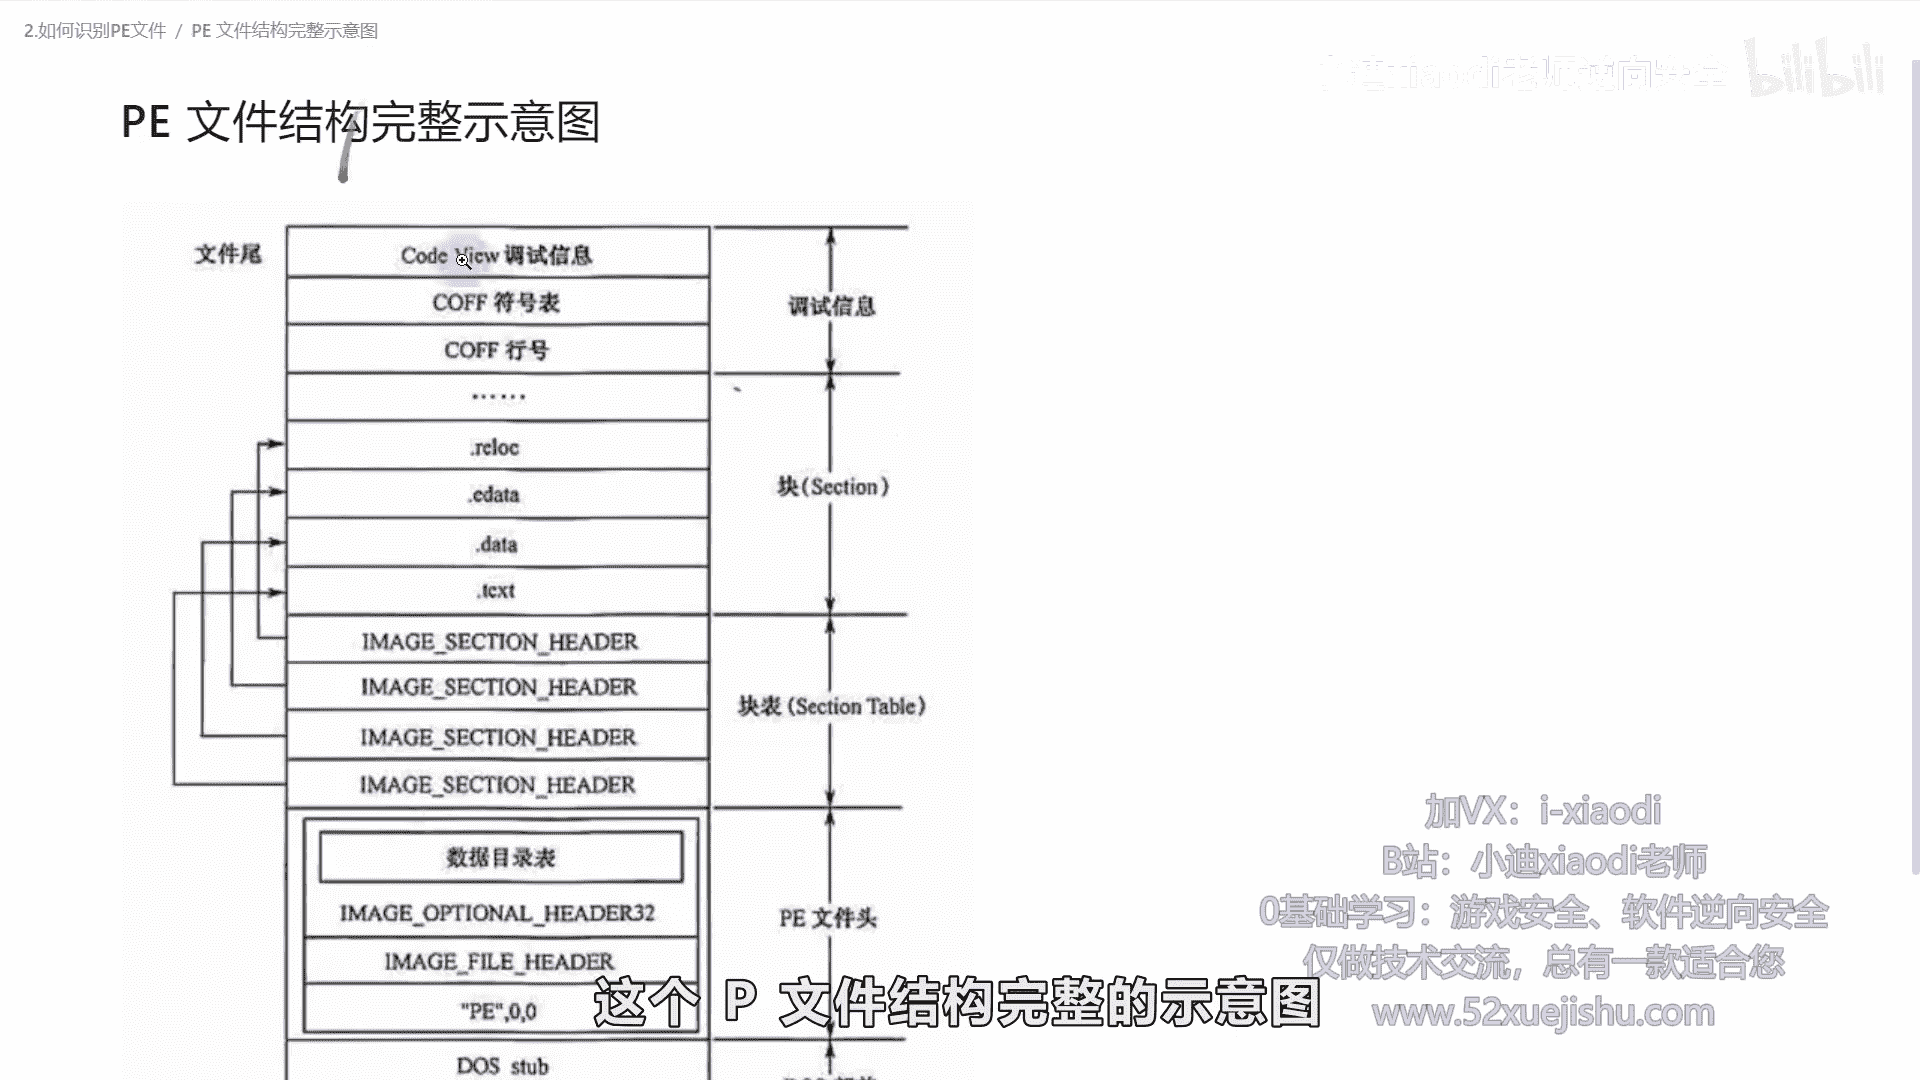 2.如何识别PE文件 / PE 文件结构完整示意图
bilibili
PE 文件结构完整示意图
文件尾
Code View 调试信息
COFF 符号表
COFF 行号
调试信息
……
.reloc
.edata
.data
.text
块(Section)
IMAGE_SECTION_HEADER
IMAGE_SECTION_HEADER
IMAGE_SECTION_HEADER
IMAGE_SECTION_HEADER
块表(Section Table)
数据目录表
IMAGE_OPTIONAL_HEADER32
IMAGE_FILE_HEADER
"PE",0,0
PE 文件头
DOS stub
加VX：i-xiaodi
B站：小迪xiaodi老师
0基础学习：游戏安全、软件逆向安全
仅做技术交流，总有一款适合您
www.52xuejishu.com
这个 P 文件结构完整的示意图